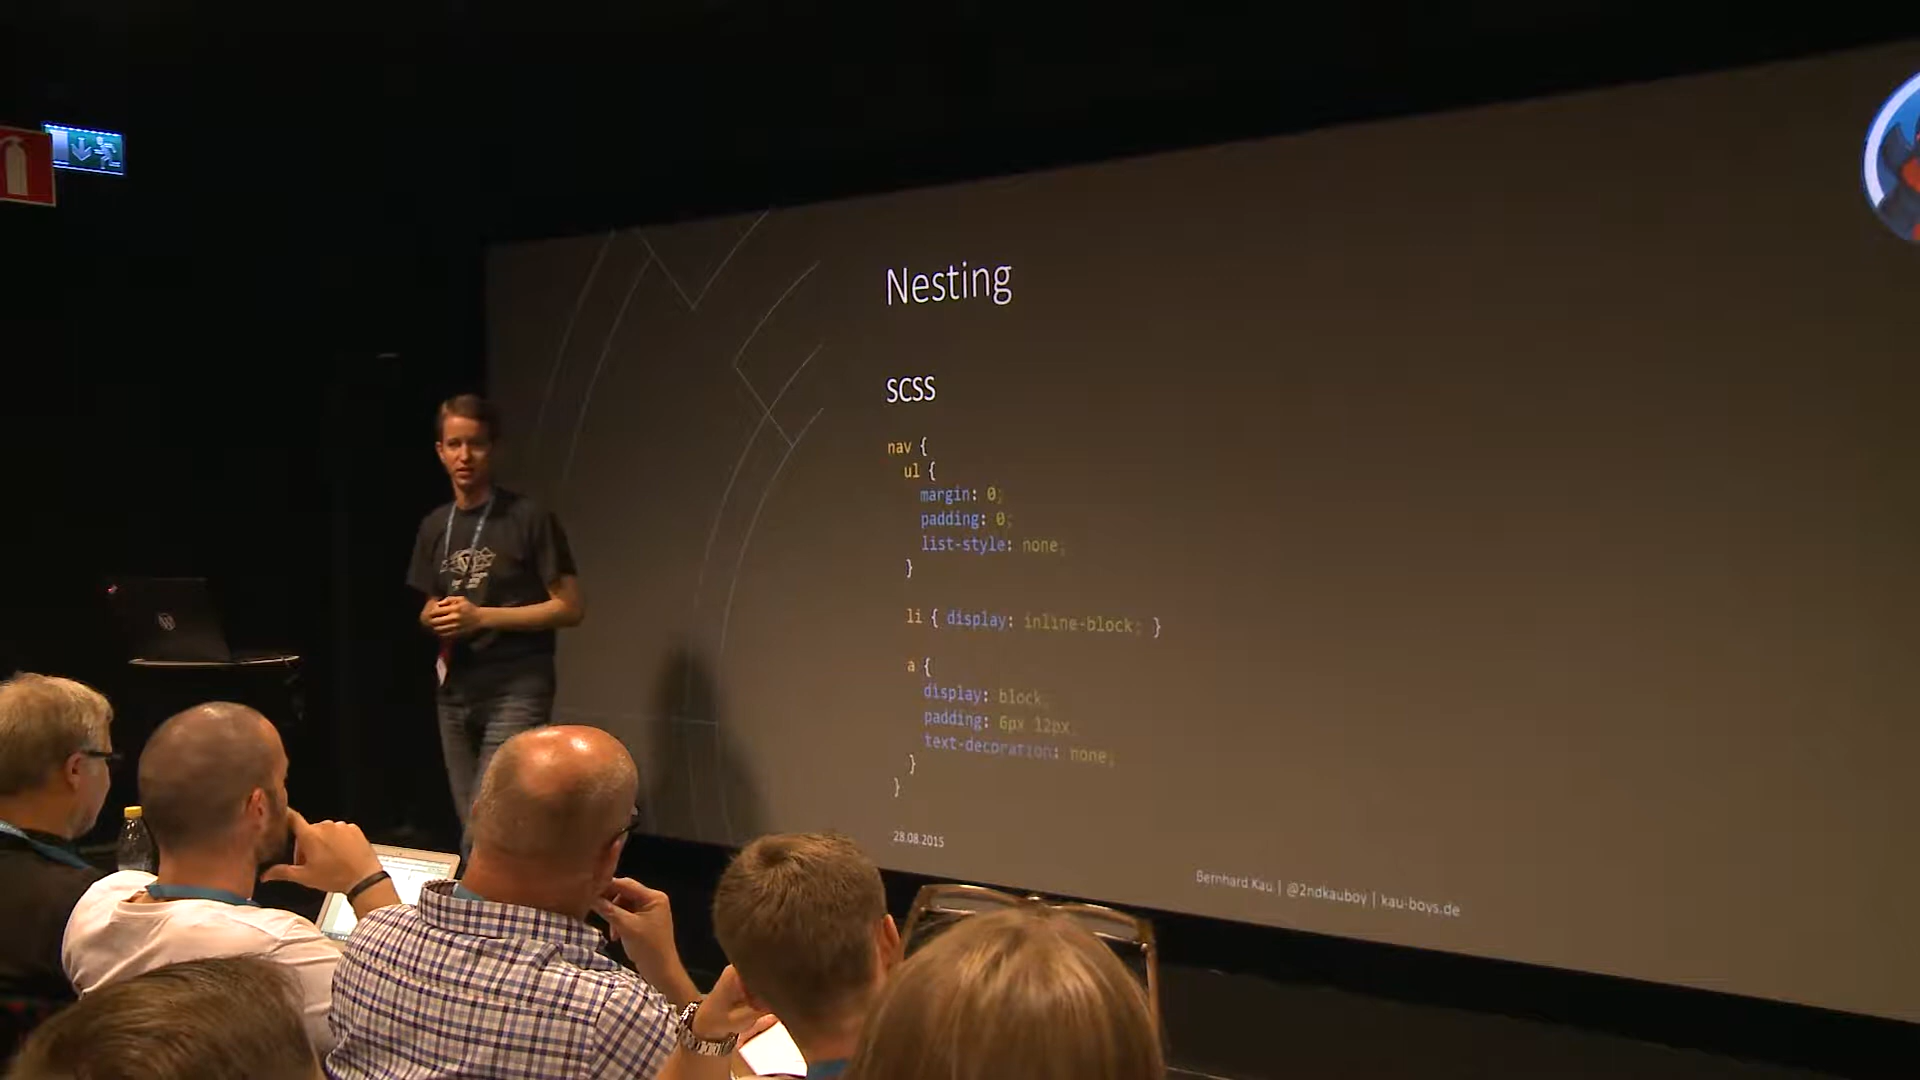 Nesting
SCSS
nav {
ul {
margin: 0;
padding: 0;
list-style: none;
}
li { display: inline-block; }
a {
display: block;
padding: 6px 12px;
text-decoration: none;
}
}
28.08.2015
Bernhard Kau | @2ndkauboy | kau-boys.de